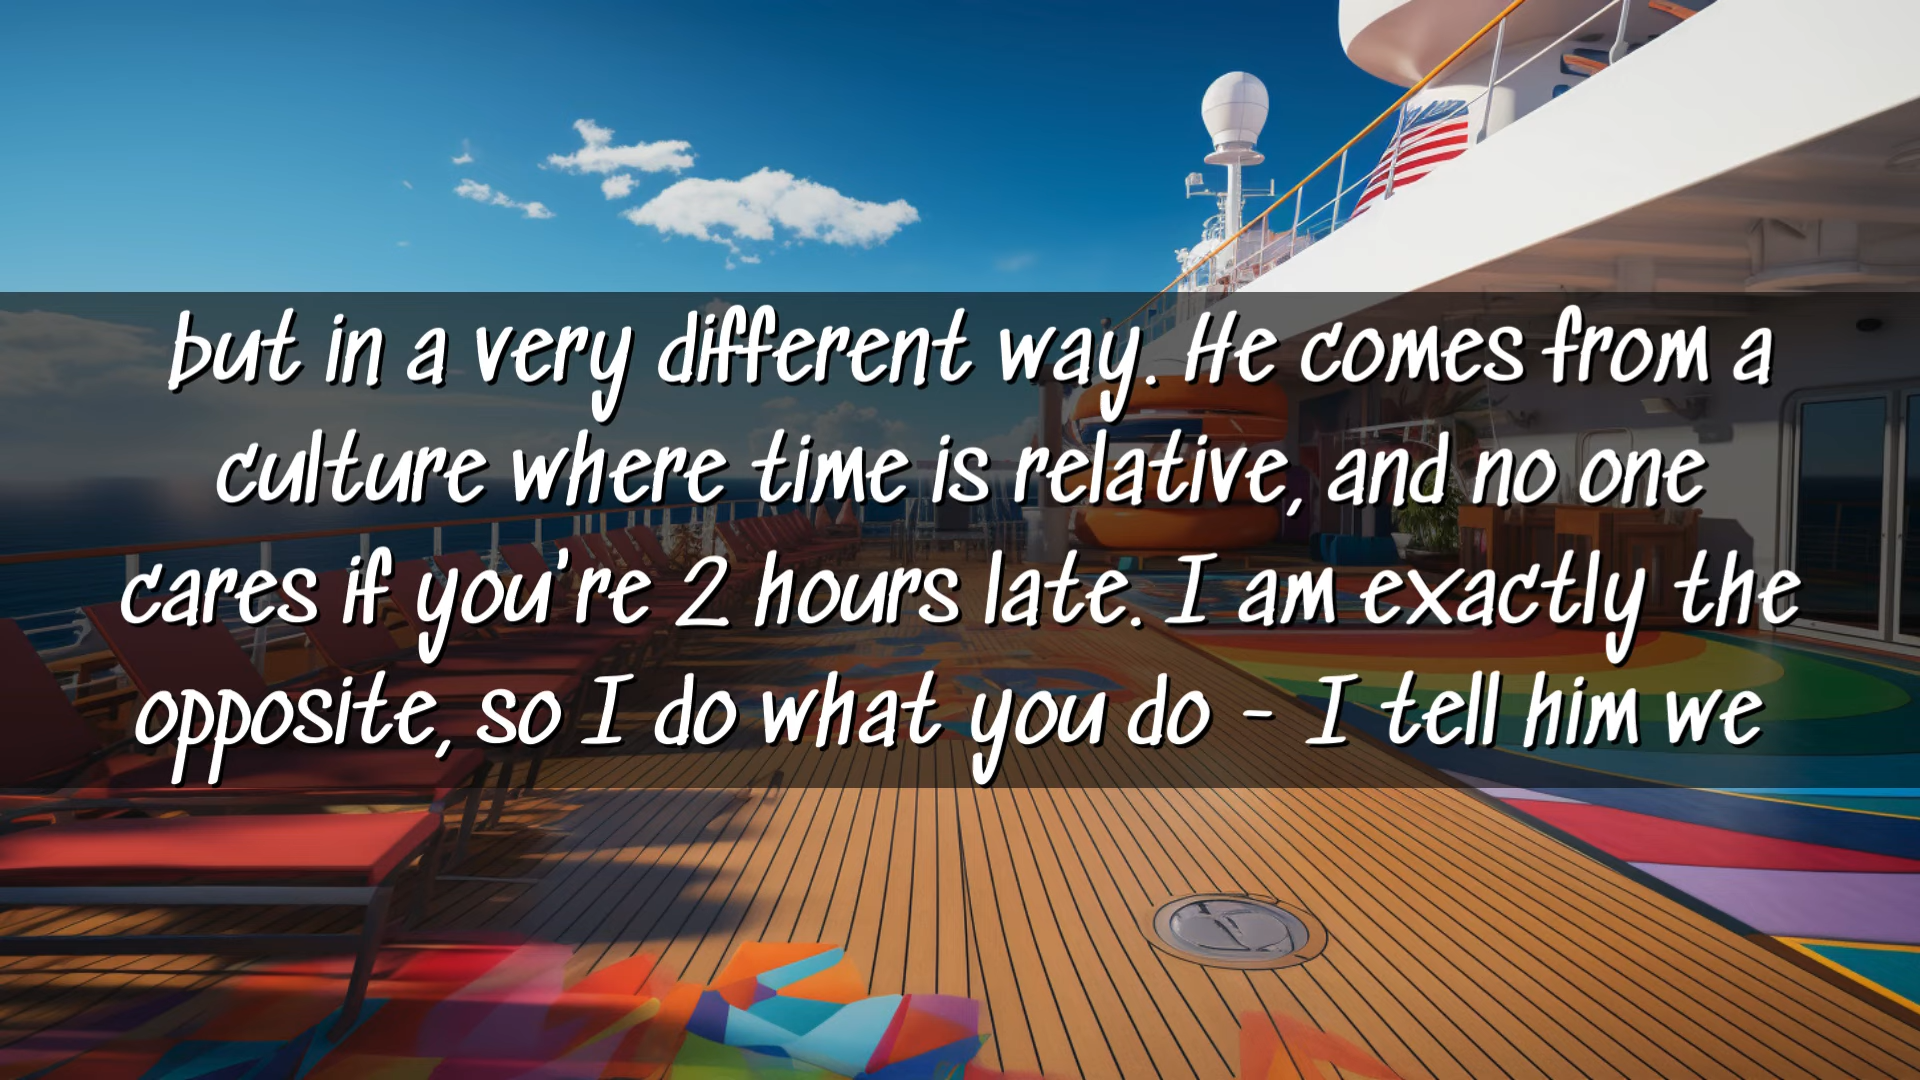 but in a very different way. He comes from a
culture where time is relative, and no one
cares if you're 2 hours late. I am exactly the
opposite, so I do what you do - I tell him we